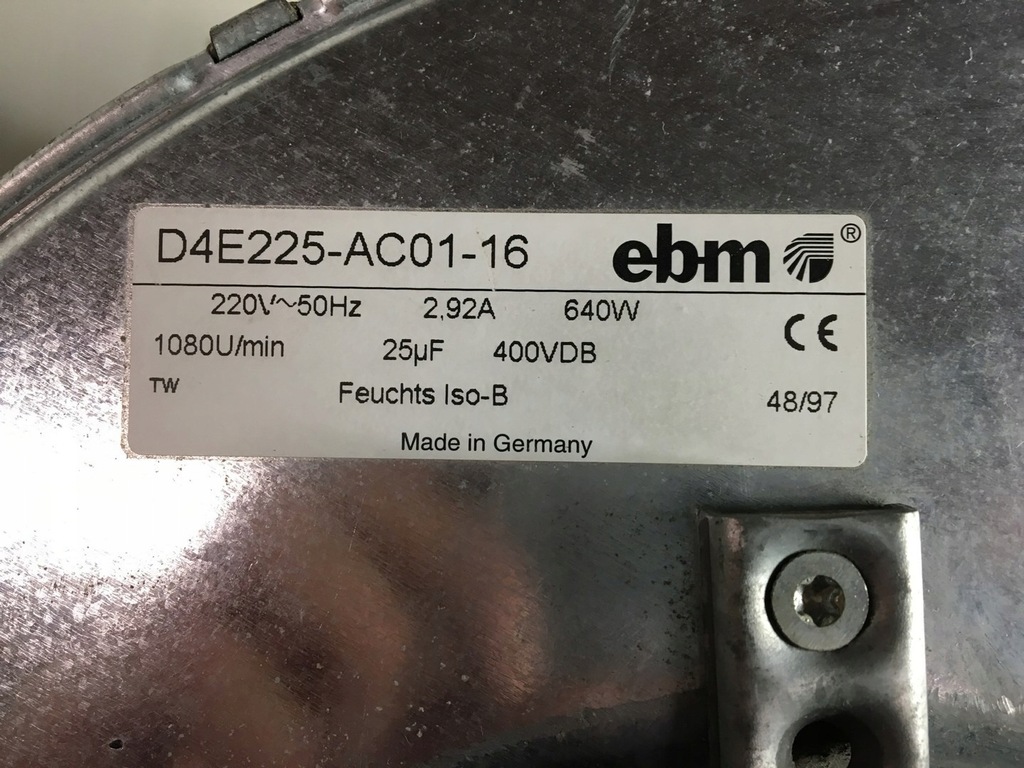 D4E225-AC01-16 ebm ®
220V~50Hz 2,92A 640W
CE
1080U/min 25µF 400VDB
TW Feuchts Iso-B 48/97
Made in Germany